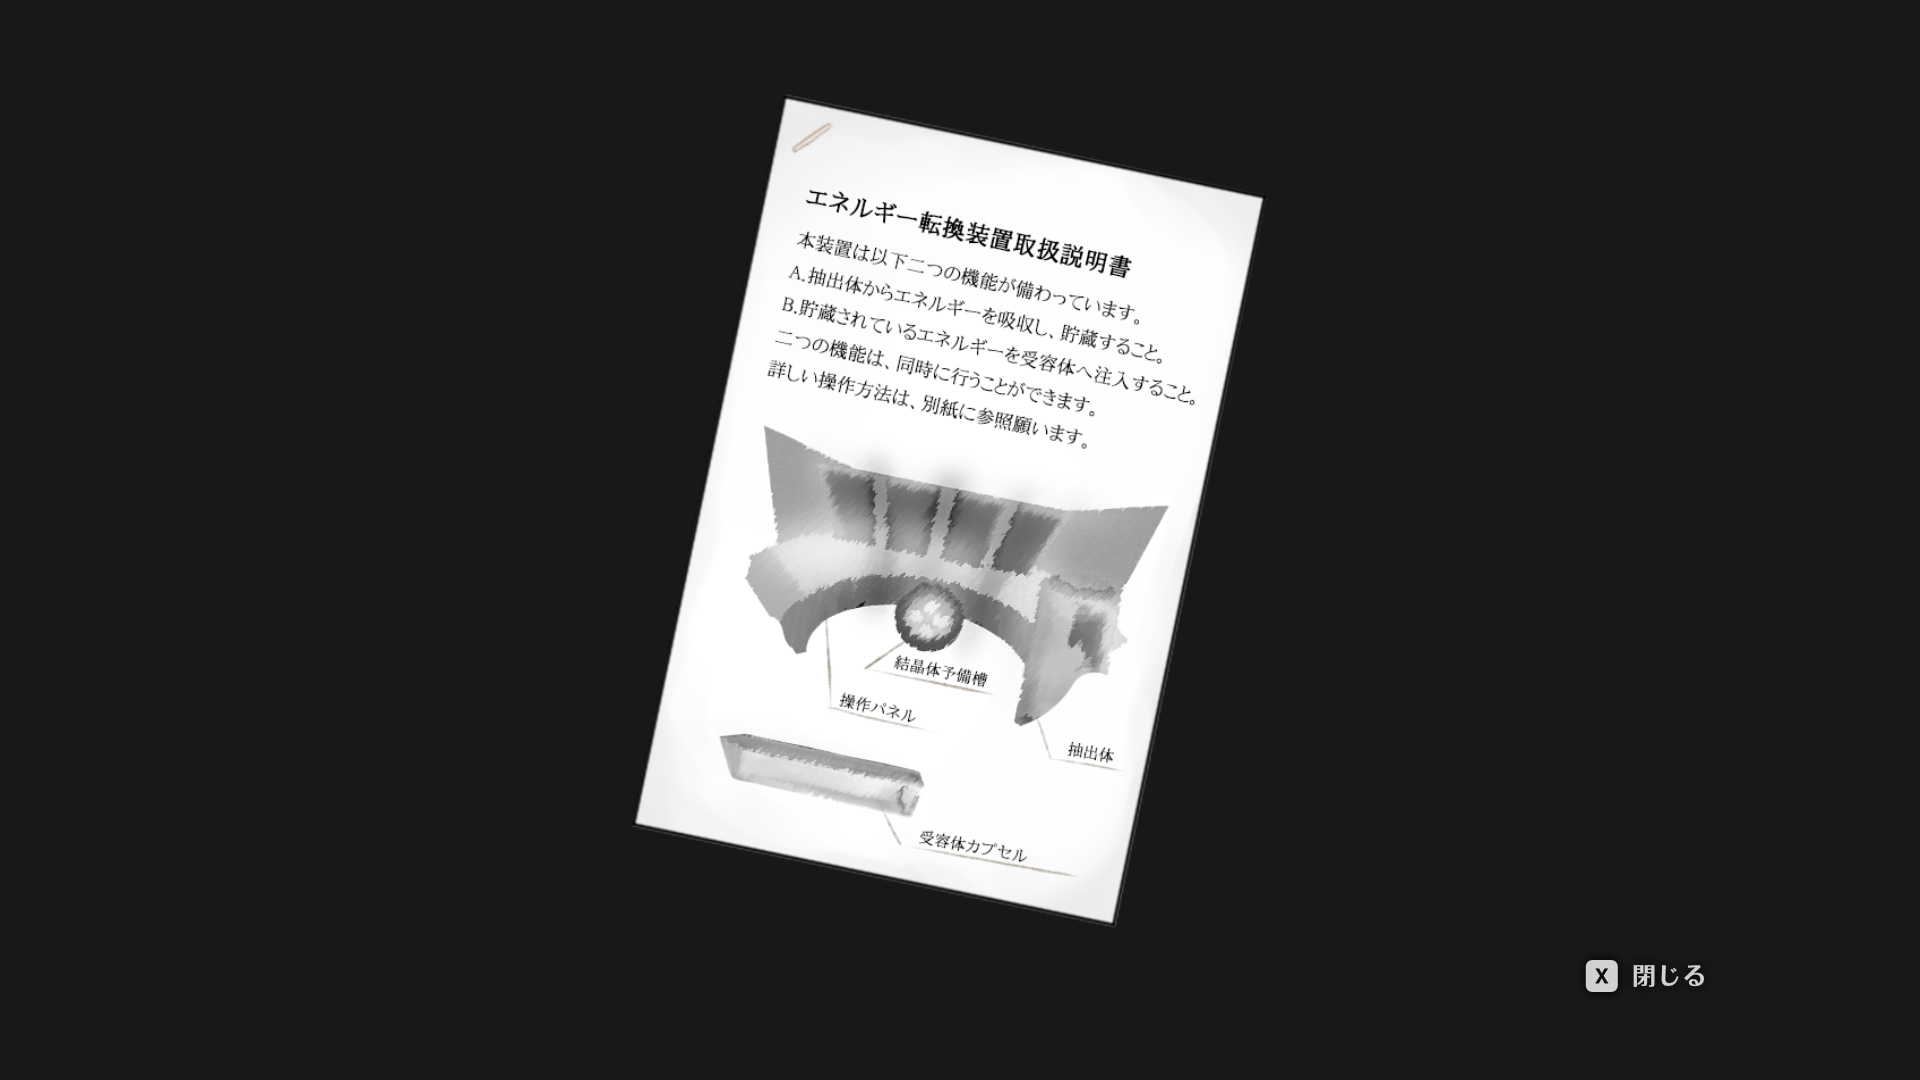 エネルギー転換装置取扱説明書
本装置は以下二つの機能が備わっています。
A.抽出体からエネルギーを吸収し、貯蔵すること。
B.貯蔵されているエネルギーを受容体へ注入すること。
二つの機能は、同時に行うことができます。
詳しい操作方法は、別紙に参照願います。
結晶体予備槽
操作パネル
抽出体
受容体カプセル
X 閉じる